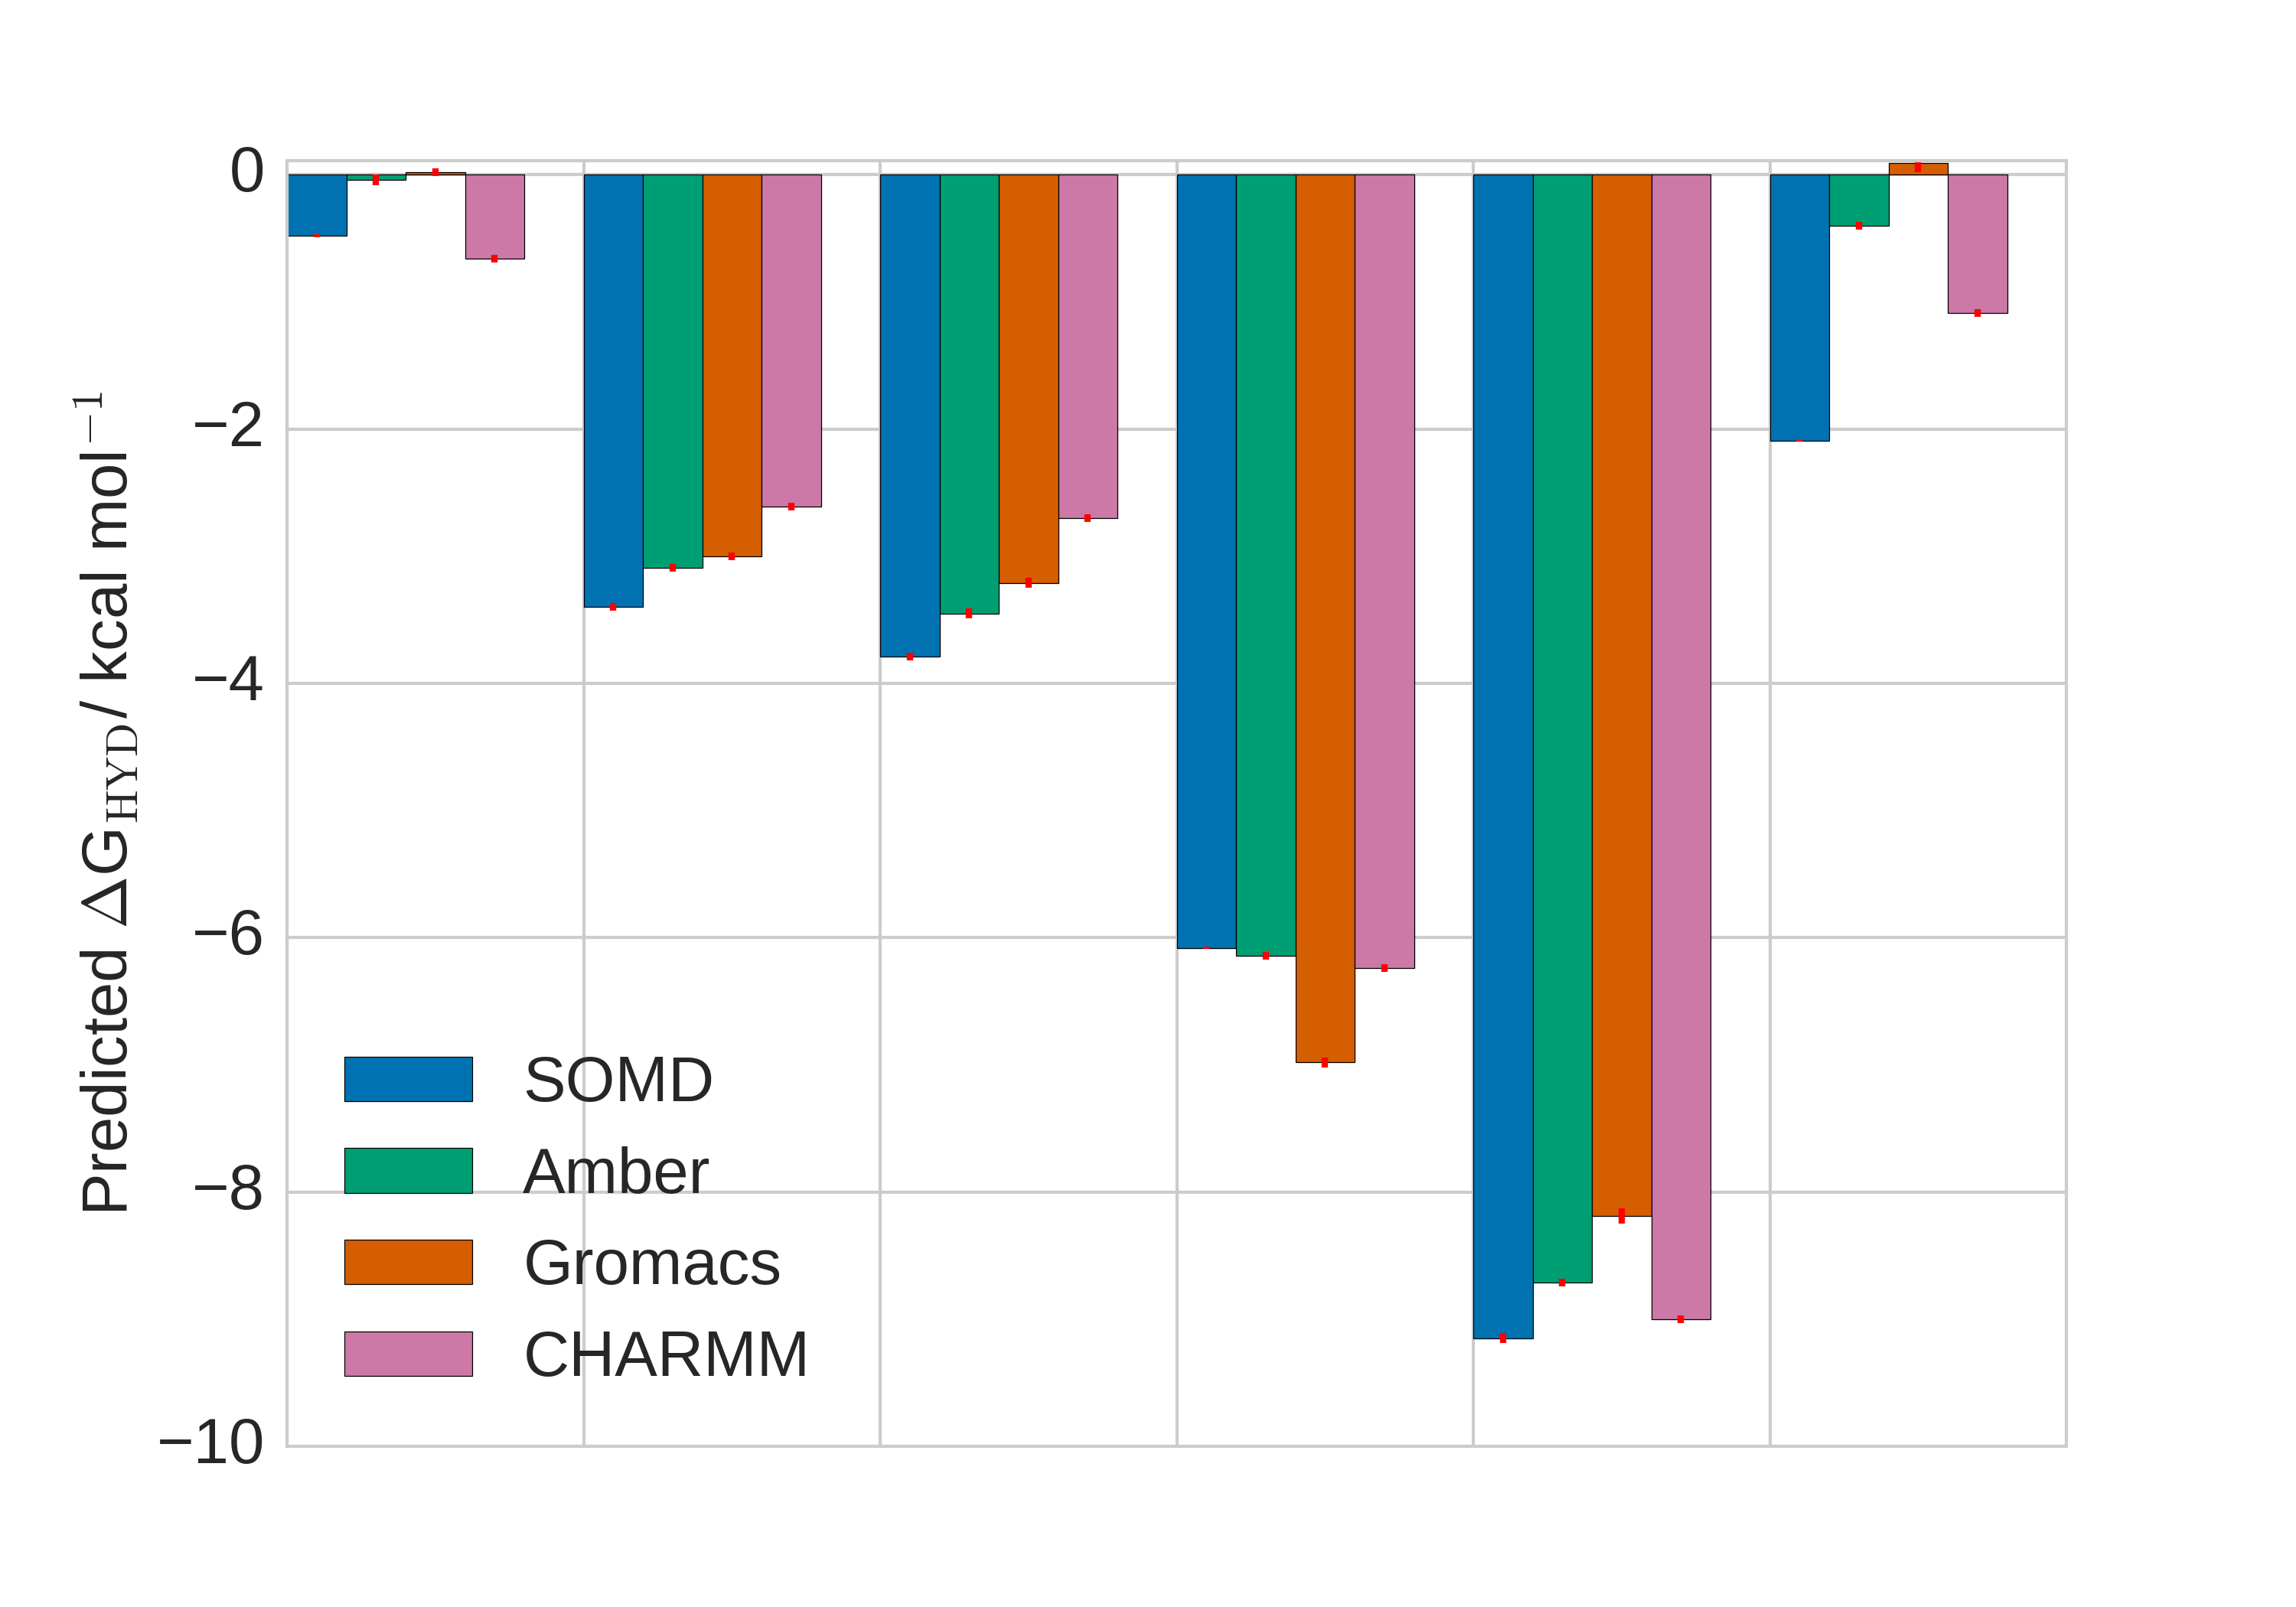 Predicted ΔG_HYD/ kcal mol⁻¹
0
−2
−4
−6
−8
−10
SOMD
Amber
Gromacs
CHARMM